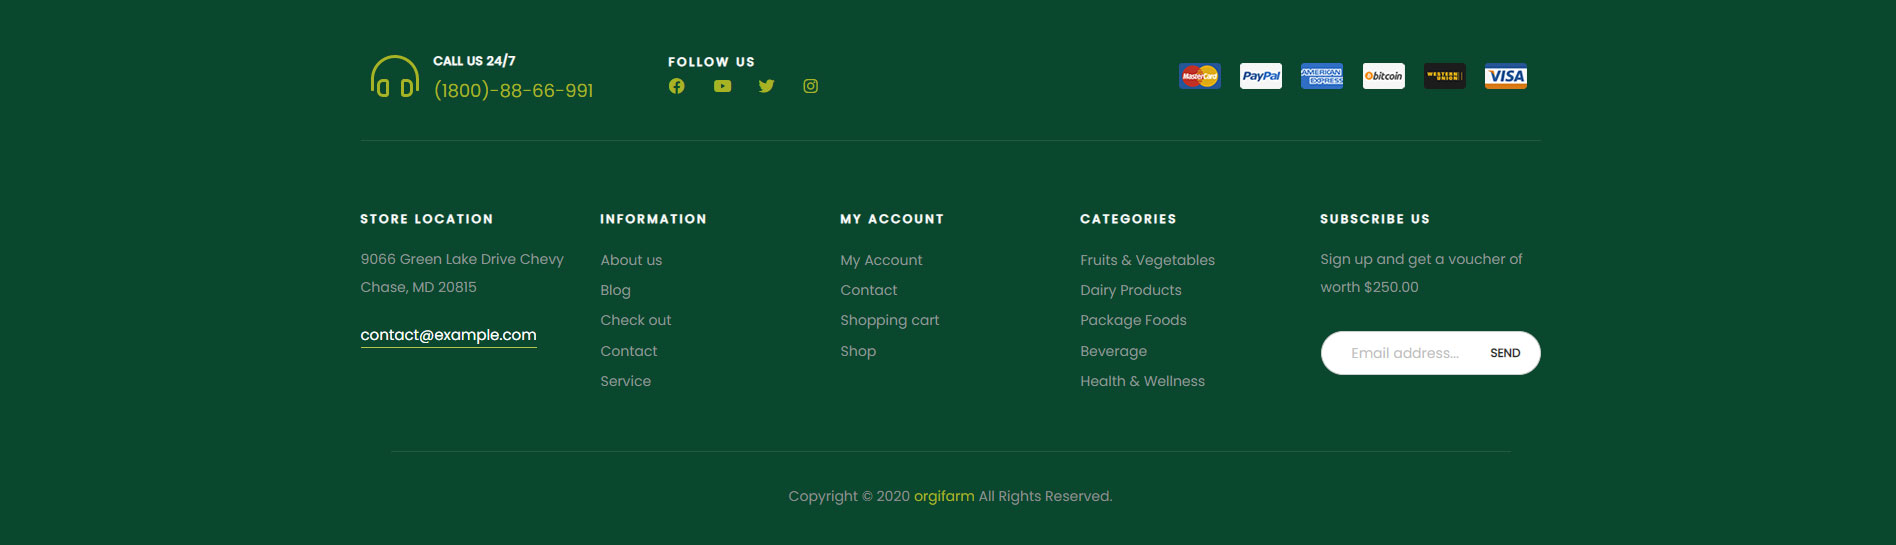 CALL US 24/7
(1800)-88-66-991
FOLLOW US
MasterCard
PayPal
AMERICAN EXPRESS
bitcoin
WESTERN UNION
VISA
STORE LOCATION
9066 Green Lake Drive Chevy
Chase, MD 20815
contact@example.com
INFORMATION
About us
Blog
Check out
Contact
Service
MY ACCOUNT
My Account
Contact
Shopping cart
Shop
CATEGORIES
Fruits & Vegetables
Dairy Products
Package Foods
Beverage
Health & Wellness
SUBSCRIBE US
Sign up and get a voucher of
worth $250.00
Email address... SEND
Copyright © 2020 orgifarm All Rights Reserved.